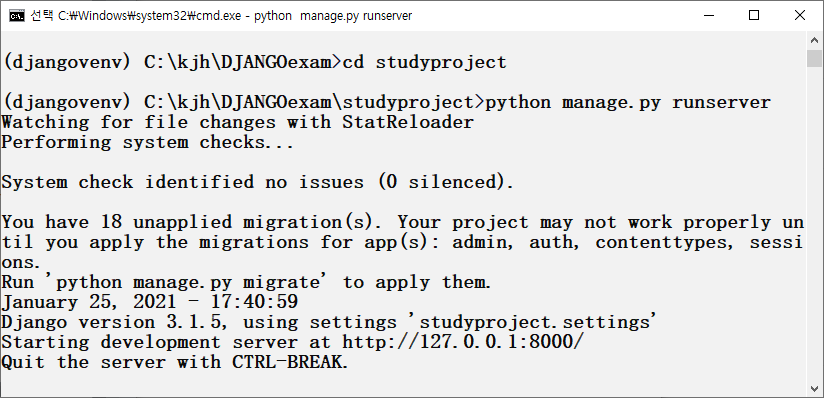 선택 C:₩Windows₩system32₩cmd.exe - python  manage.py runserver
(djangovenv) C:\kjh\DJANGOexam>cd studyproject
(djangovenv) C:\kjh\DJANGOexam\studyproject>python manage.py runserver
Watching for file changes with StatReloader
Performing system checks...
System check identified no issues (0 silenced).
You have 18 unapplied migration(s). Your project may not work properly un
til you apply the migrations for app(s): admin, auth, contenttypes, sessi
ons.
Run 'python manage.py migrate' to apply them.
January 25, 2021 - 17:40:59
Django version 3.1.5, using settings 'studyproject.settings'
Starting development server at http://127.0.0.1:8000/
Quit the server with CTRL-BREAK.